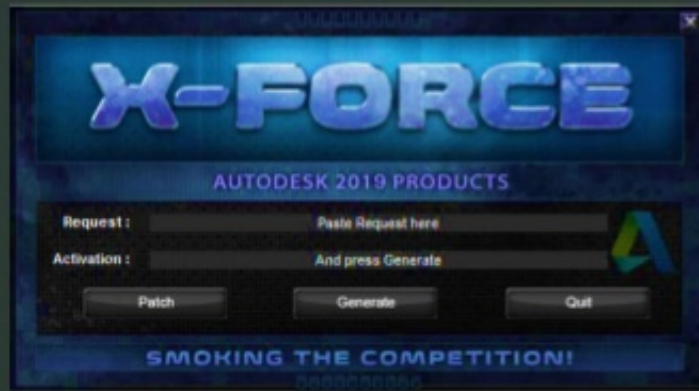 X-FORCE
AUTODESK 2019 PRODUCTS
Request : Paste Request here
Activation : And press Generate
Patch Generate Quit
SMOKING THE COMPETITION!